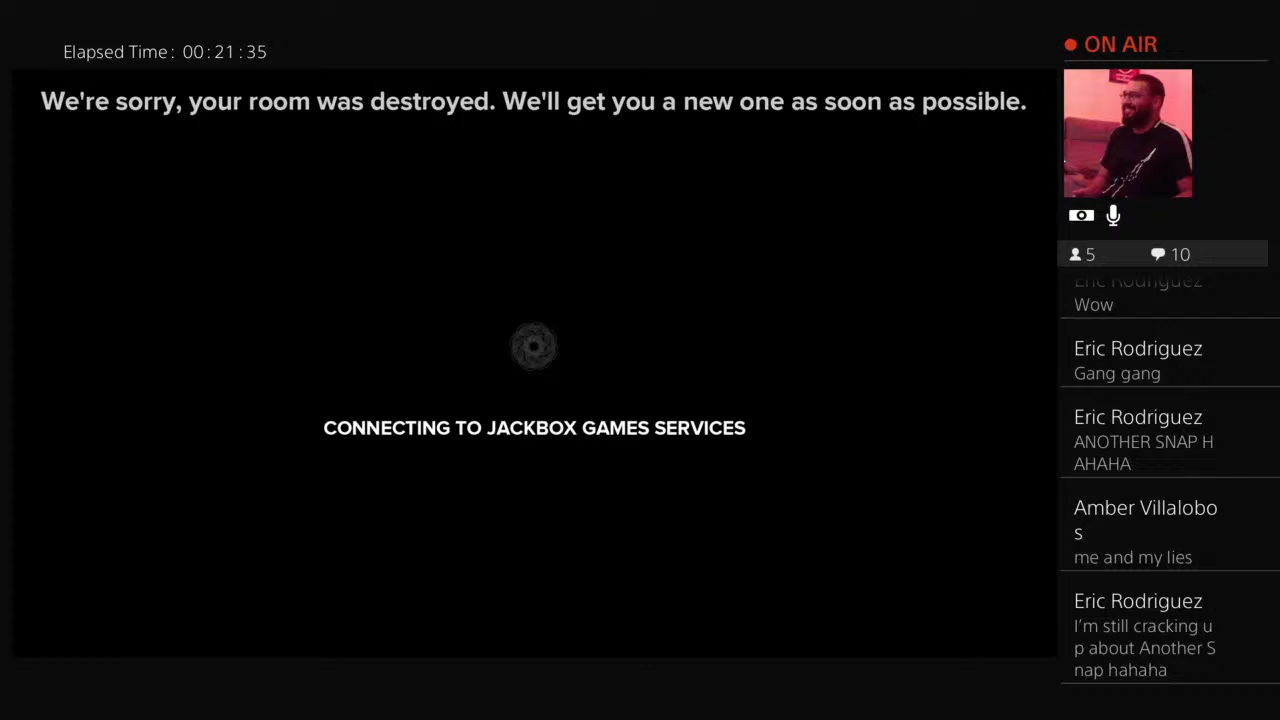 Elapsed Time: 00:21:35
ON AIR
We're sorry, your room was destroyed. We'll get you a new one as soon as possible.
CONNECTING TO JACKBOX GAMES SERVICES
5
10
Eric Rodriguez
Wow
Eric Rodriguez
Gang gang
Eric Rodriguez
ANOTHER SNAP H
AHAHA
Amber Villalobo
s
me and my lies
Eric Rodriguez
I'm still cracking u
p about Another S
nap hahaha